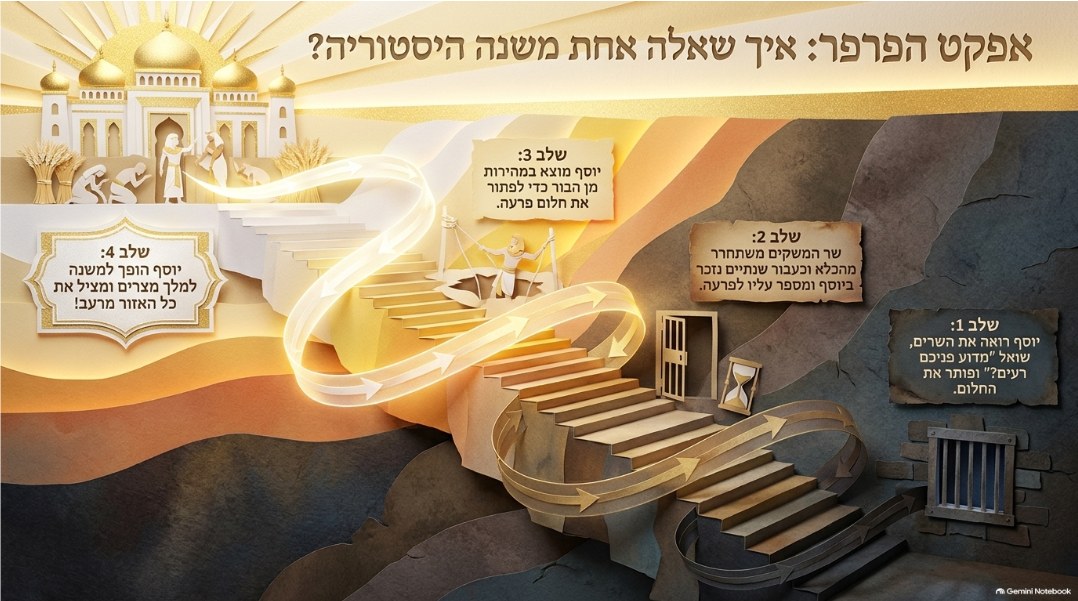 אפקט הפרפר: איך שאלה אחת משנה היסטוריה?
שלב 1:
יוסף רואה את השרים,
שואל "מדוע פניכם
רעים?" ופותר את
החלום.
שלב 2:
שר המשקים משתחרר
מהכלא וכעבור שנתיים נזכר
ביוסף ומספר עליו לפרעה.
שלב 3:
יוסף מוצא במהירות
מן הבור כדי לפתור
את חלום פרעה.
שלב 4:
יוסף הופך למשנה
למלך מצרים ומציל את
כל האזור מרעב!
Gemini Notebook